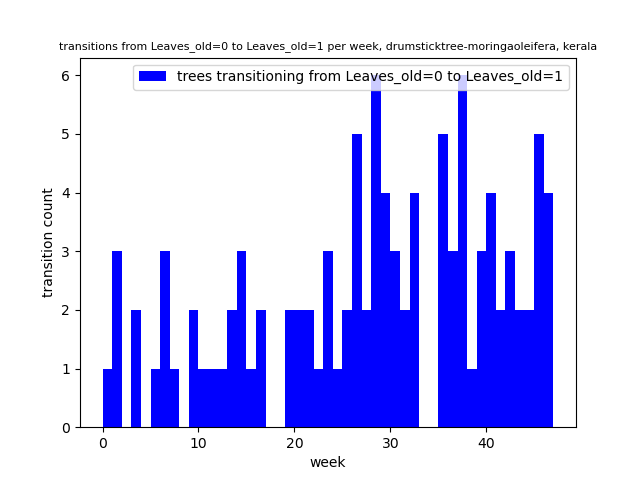 transitions from Leaves_old=0 to Leaves_old=1 per week, drumsticktree-moringaoleifera, kerala
trees transitioning from Leaves_old=0 to Leaves_old=1
transition count
6
5
4
3
2
1
0
0 10 20 30 40
week